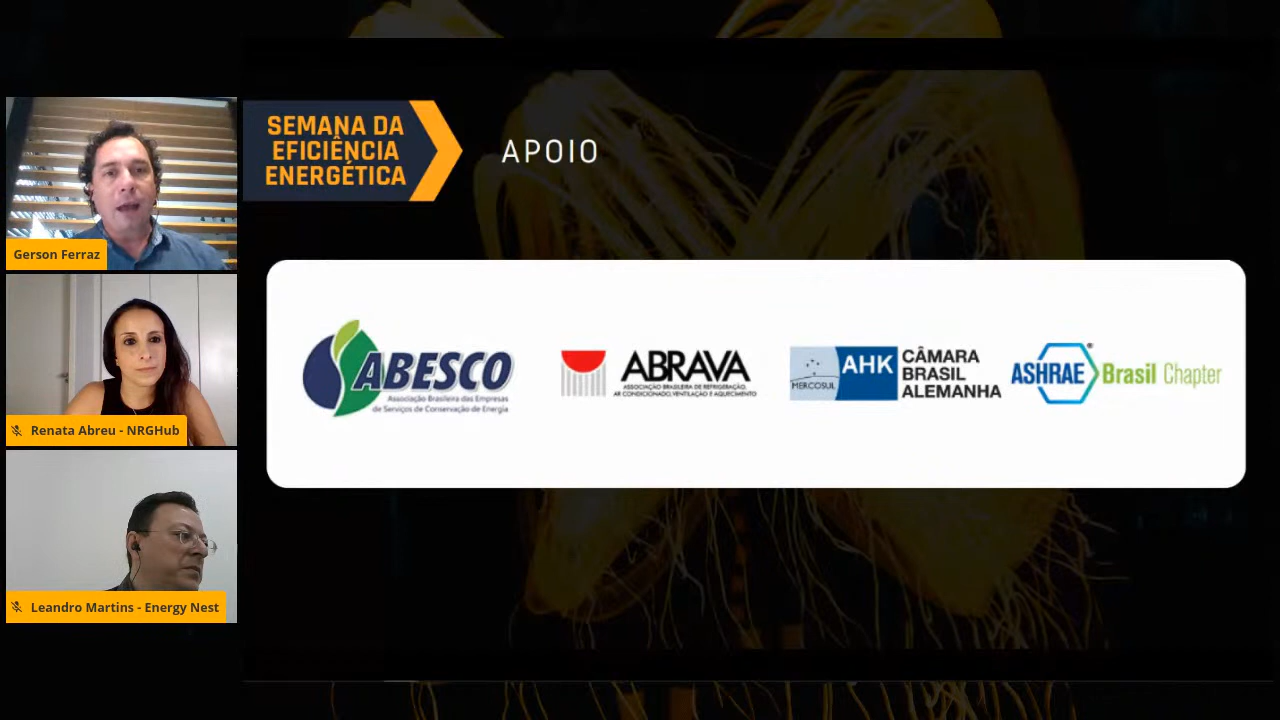 Gerson Ferraz
Renata Abreu - NRGHub
Leandro Martins - Energy Nest
SEMANA DA
EFICIÊNCIA
ENERGÉTICA
APOIO
ABESCO
Associação Brasileira das Empresas
de Serviços de Conservação de Energia
ABRAVA
ASSOCIAÇÃO BRASILEIRA DE REFRIGERAÇÃO,
AR CONDICIONADO, VENTILAÇÃO E AQUECIMENTO
MERCOSUL
AHK
CÂMARA
BRASIL
ALEMANHA
ASHRAE® Brasil Chapter